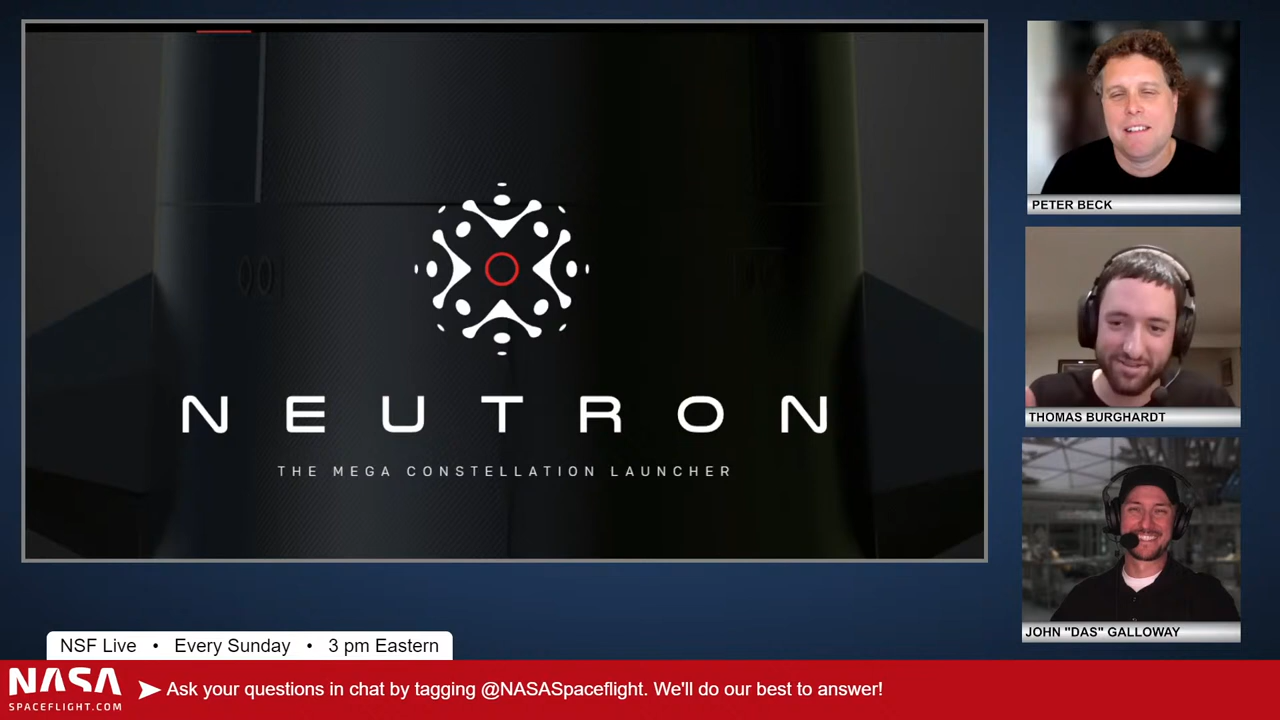 NEUTRON
THE MEGA CONSTELLATION LAUNCHER
PETER BECK
THOMAS BURGHARDT
JOHN "DAS" GALLOWAY
NSF Live • Every Sunday • 3 pm Eastern
NASA
SPACEFLIGHT.COM
Ask your questions in chat by tagging @NASASpaceflight. We'll do our best to answer!